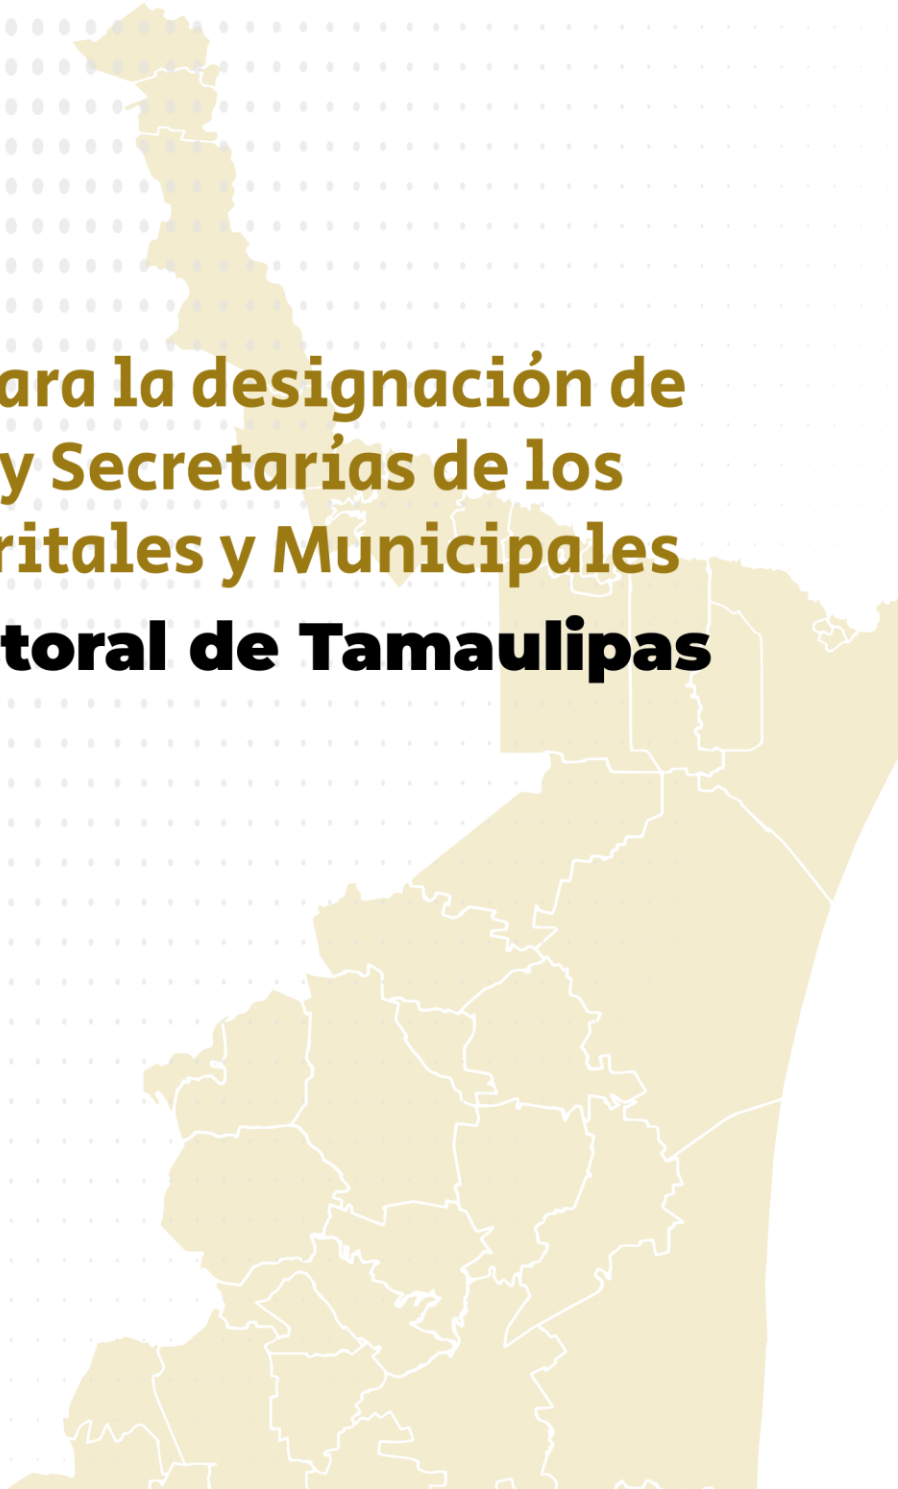 ara la designación de
y Secretarías de los
ritales y Municipales
toral de Tamaulipas